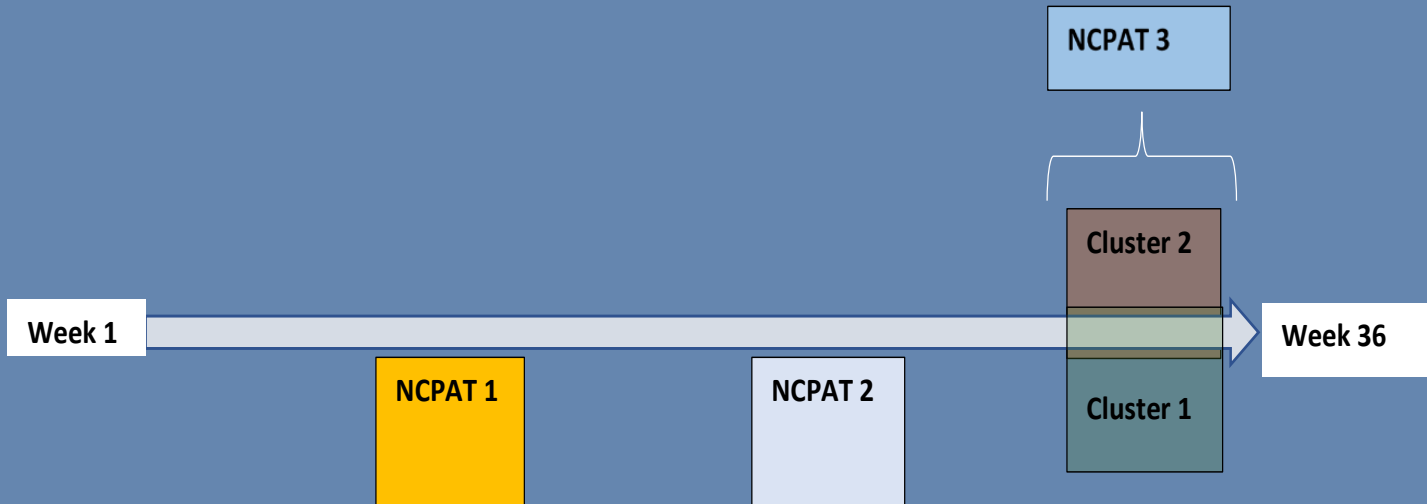 NCPAT 3
Cluster 2
Week 1
Week 36
NCPAT 1
NCPAT 2
Cluster 1